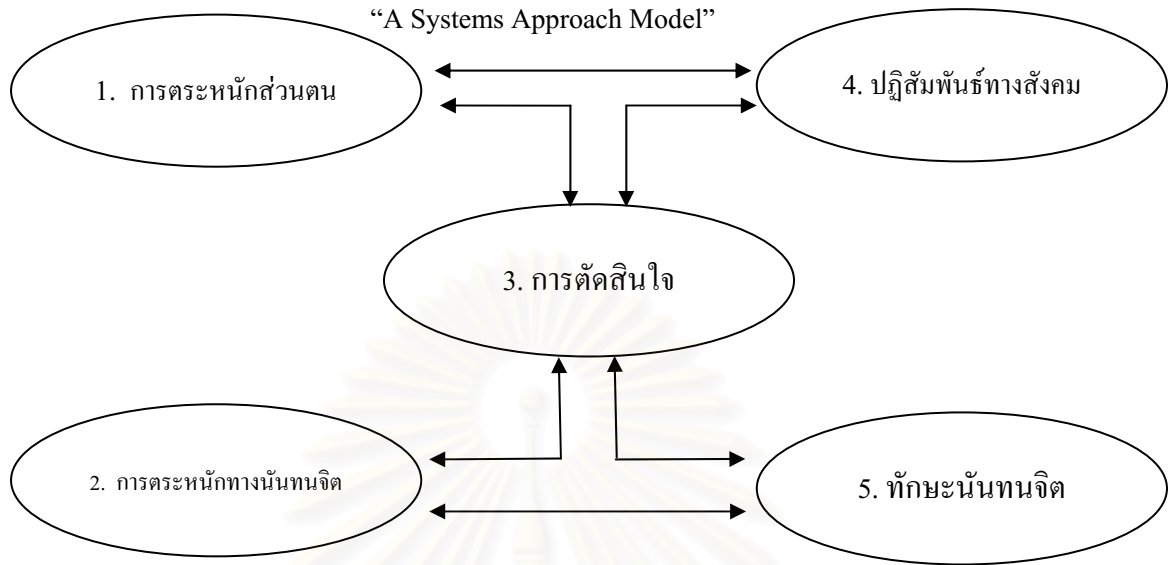 “A Systems Approach Model”
1. การตระหนักส่วนตน
4. ปฏิสัมพันธ์ทางสังคม
3. การตัดสินใจ
2. การตระหนักทางนันทนจิต
5. ทักษะนันทนจิต